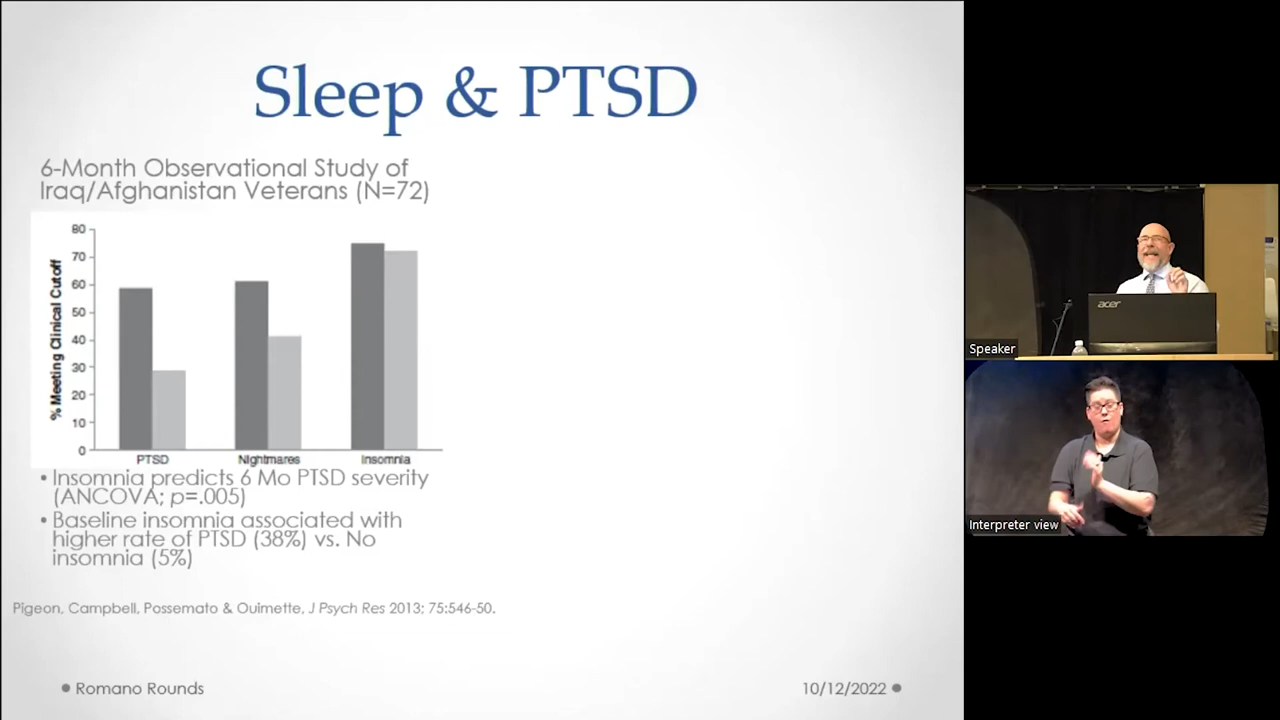 Sleep & PTSD
6-Month Observational Study of
Iraq/Afghanistan Veterans (N=72)
% Meeting Clinical Cutoff
80
70
60
50
40
30
20
10
0
PTSD Nightmares Insomnia
• Insomnia predicts 6 Mo PTSD severity
(ANCOVA; p=.005)
• Baseline insomnia associated with
higher rate of PTSD (38%) vs. No
insomnia (5%)
Pigeon, Campbell, Possemato & Ouimette, J Psych Res 2013; 75:546-50.
Romano Rounds
10/12/2022
acer
Speaker
Interpreter view